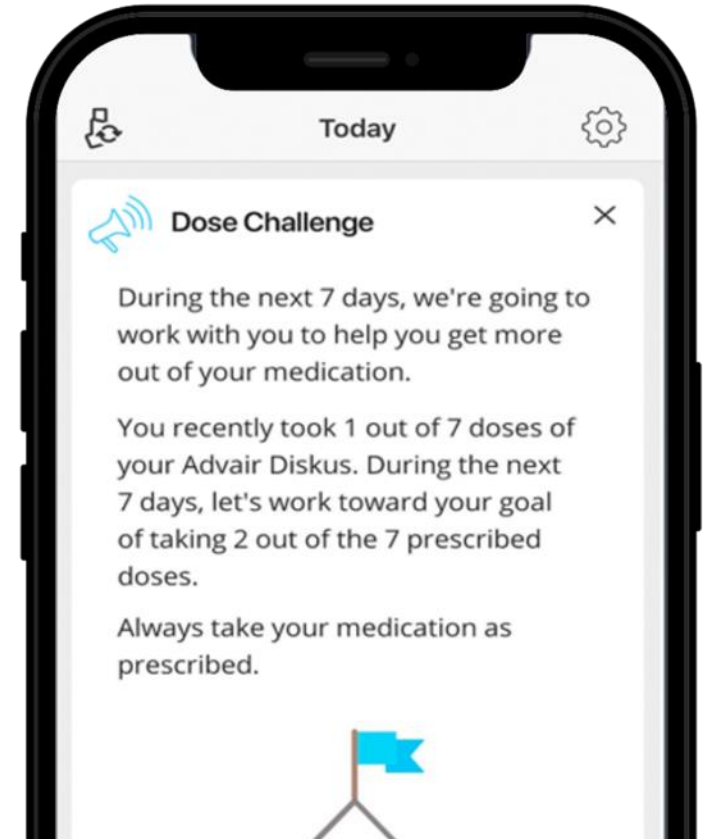 Today
Dose Challenge
During the next 7 days, we're going to
work with you to help you get more
out of your medication.
You recently took 1 out of 7 doses of
your Advair Diskus. During the next
7 days, let's work toward your goal
of taking 2 out of the 7 prescribed
doses.
Always take your medication as
prescribed.